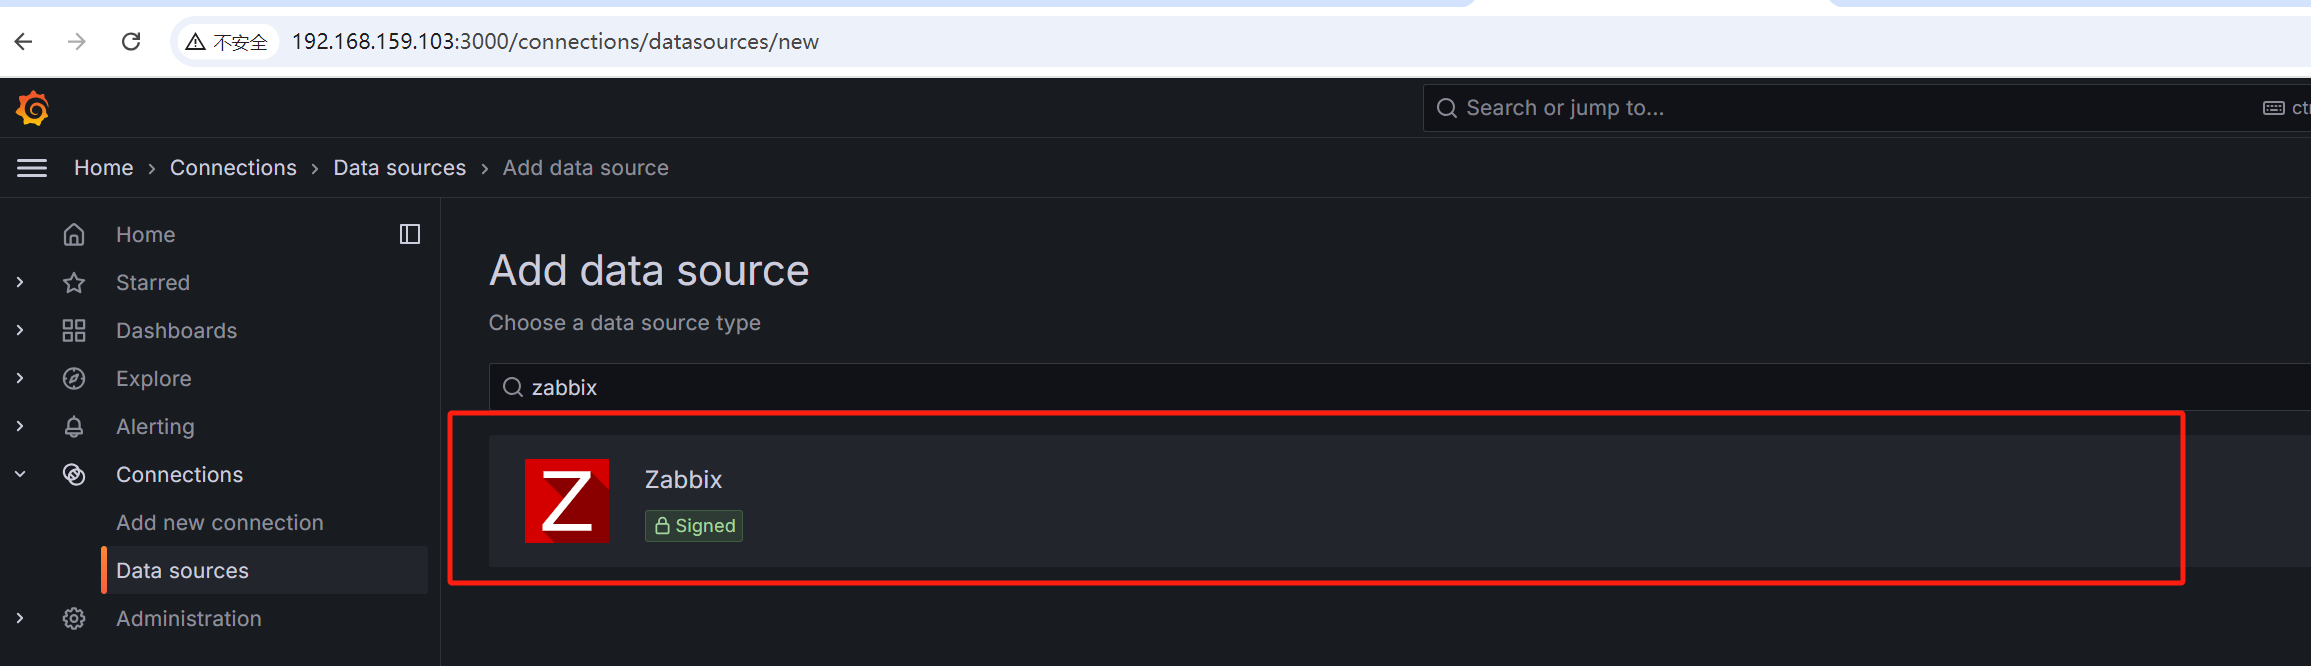 不安全 192.168.159.103:3000/connections/datasources/new
Search or jump to...
Home › Connections › Data sources › Add data source
Home
Starred
Dashboards
Explore
Alerting
Connections
Add new connection
Data sources
Administration
Add data source
Choose a data source type
zabbix
Z
Zabbix
Signed